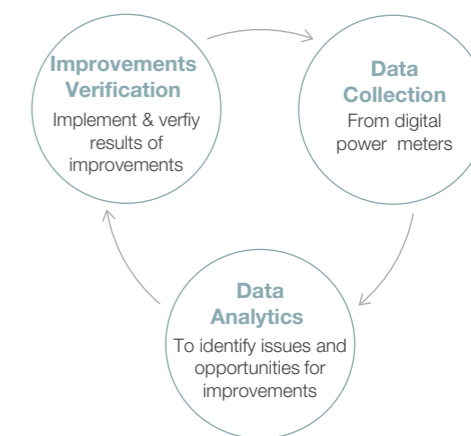 Improvements
Verification
Implement & verfiy
results of
improvements
Data
Collection
From digital
power meters
Data
Analytics
To identify issues and
opportunities for
improvements